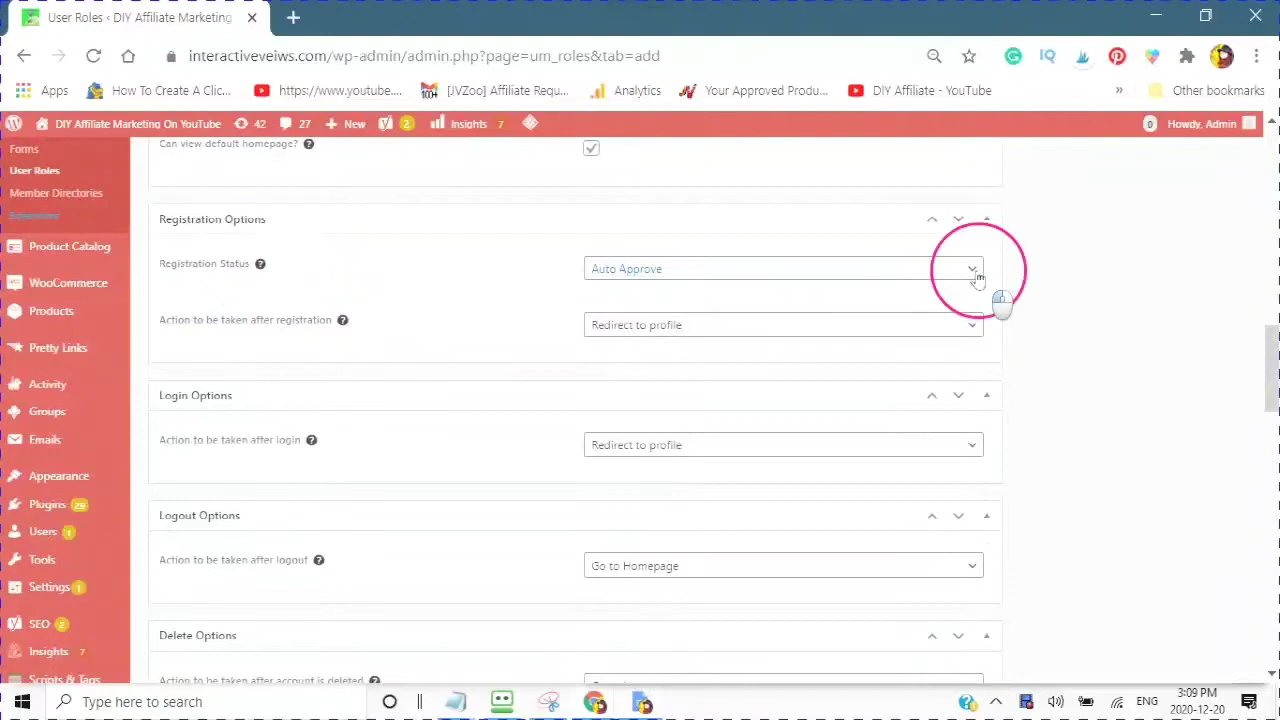 User Roles ‹ DIY Affiliate Marketing
interactiveveiws.com/wp-admin/admin.php?page=um_roles&tab=add
Apps How To Create A Clic... https://www.youtube.... [JVZoo] Affiliate Requ... Analytics Your Approved Produ... DIY Affiliate - YouTube » Other bookmarks
DIY Affiliate Marketing On YouTube 42 27 New 2 Insights 7 0 Howdy, Admin
Forms
User Roles
Member Directories
Extensions
Product Catalog
WooCommerce
Products
Pretty Links
Activity
Groups
Emails
Appearance
Plugins 29
Users 1
Tools
Settings 1
SEO 2
Insights 7
Scripts & Tags
Can view default homepage?
Registration Options
Registration Status Auto Approve
Action to be taken after registration Redirect to profile
Login Options
Action to be taken after login Redirect to profile
Logout Options
Action to be taken after logout Go to Homepage
Delete Options
Action to be taken after account is deleted
Type here to search
ENG
3:09 PM
2020-12-20